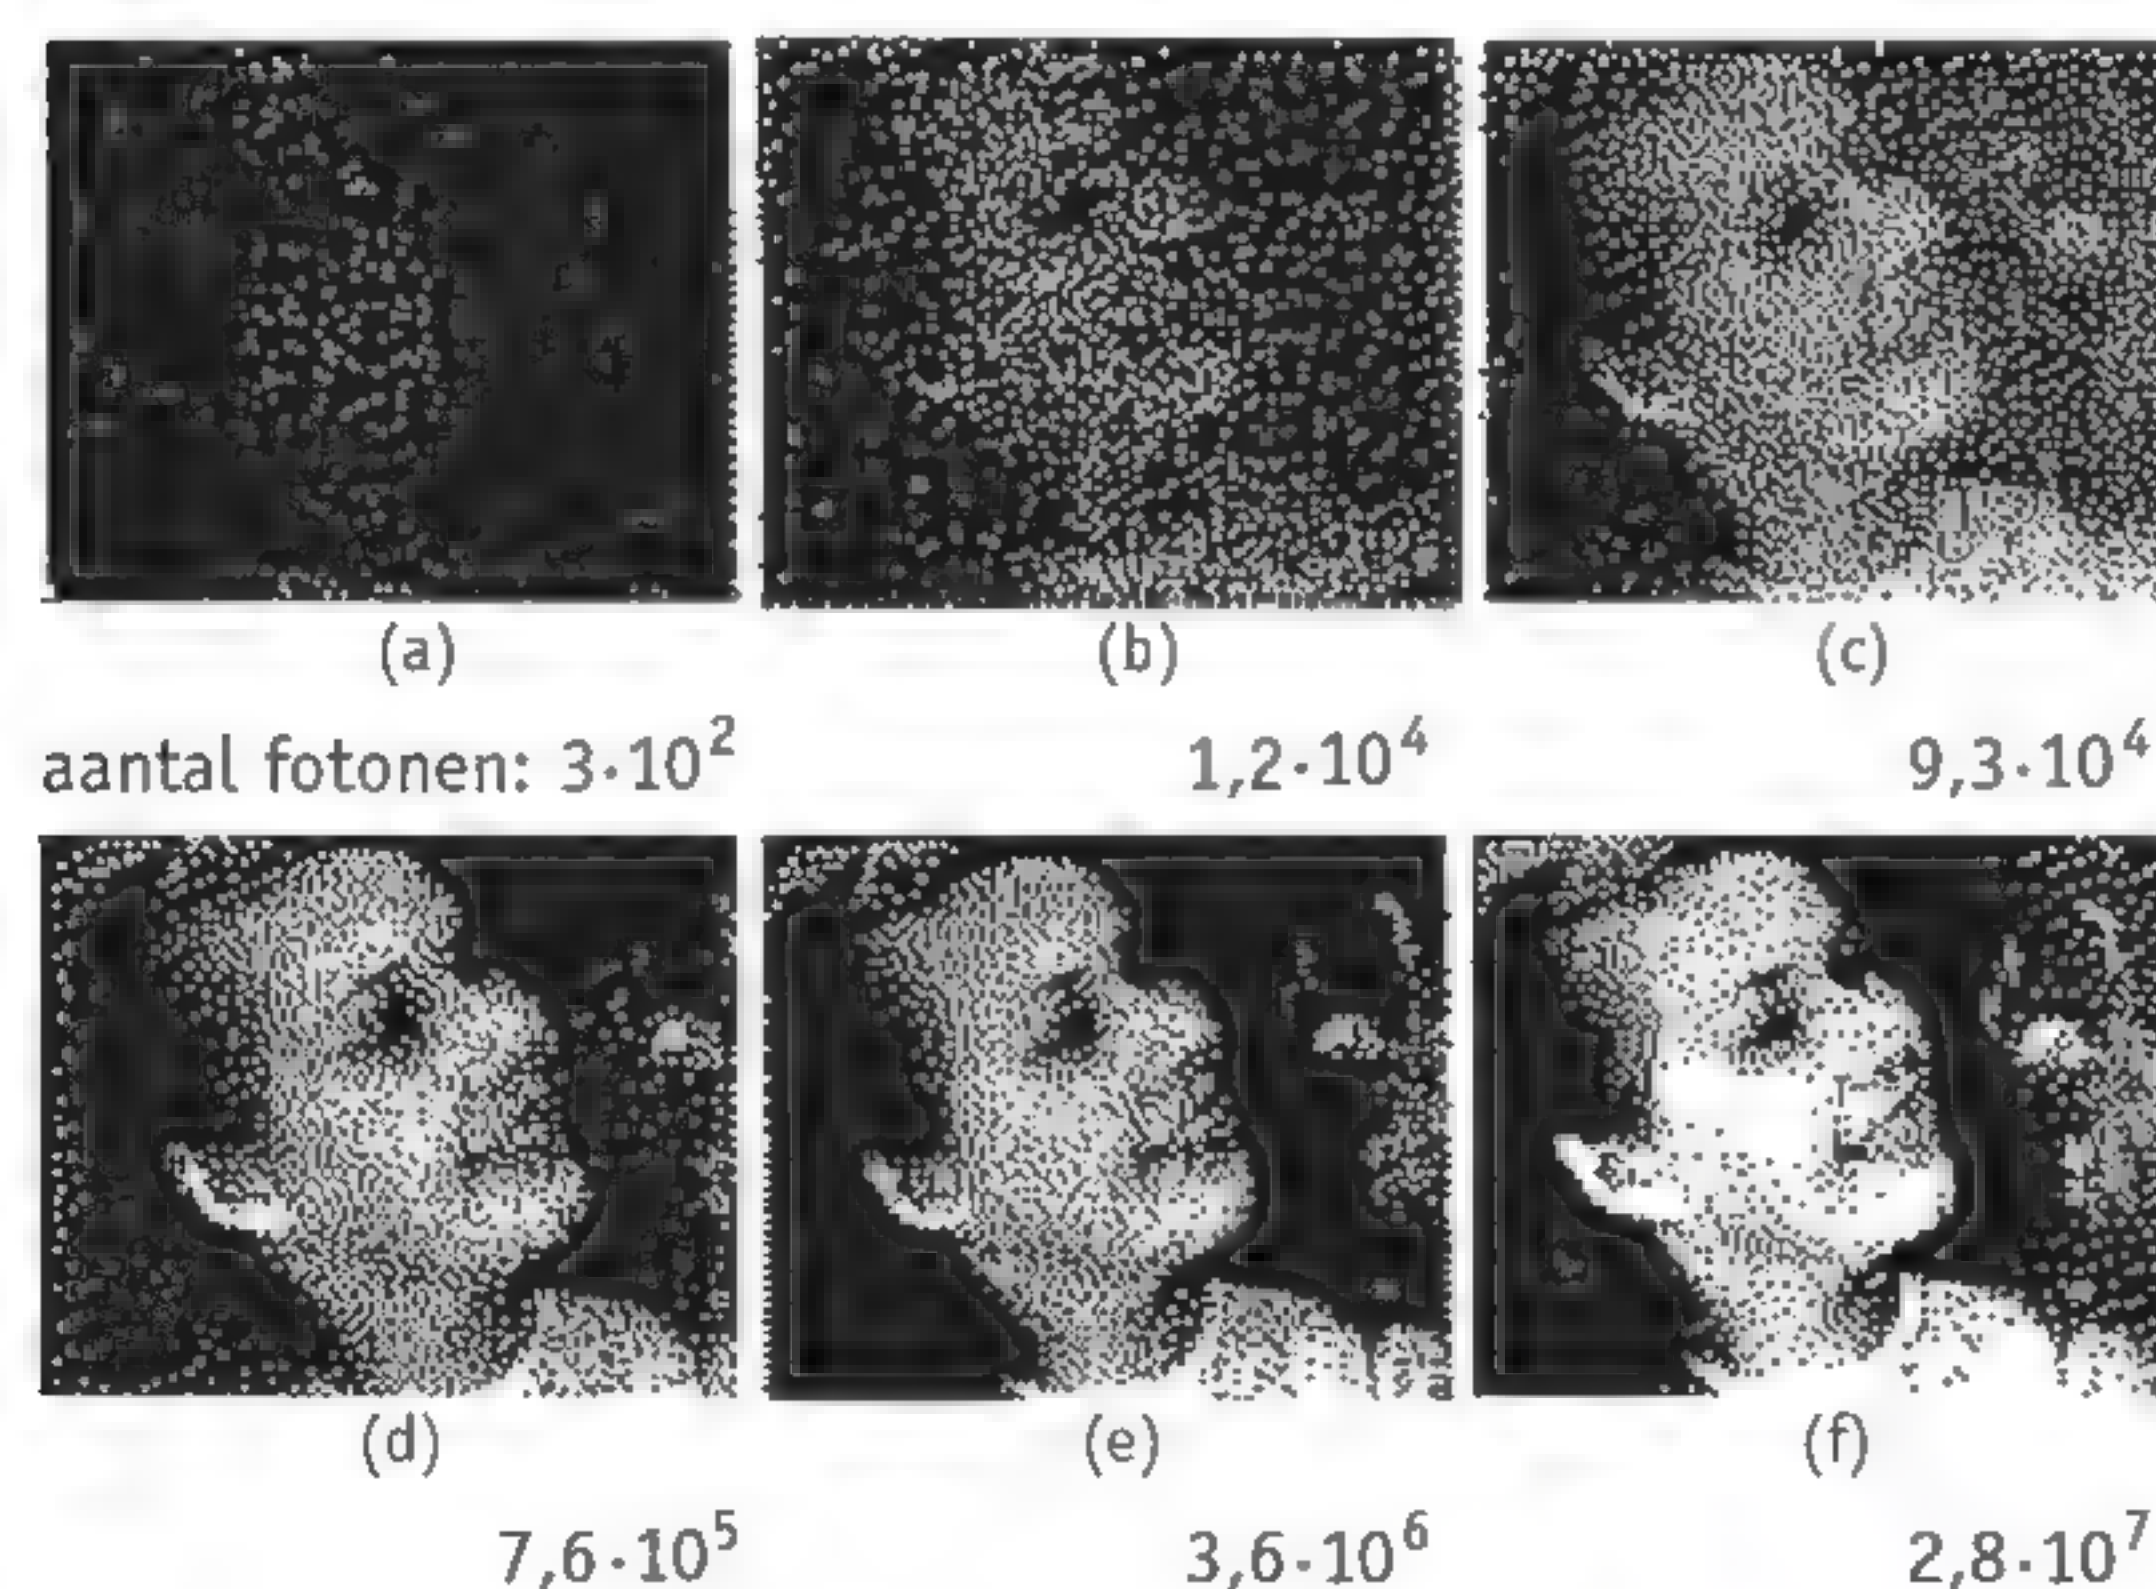 (a) (b) (c)
aantal fotonen: 3·10² 1,2·10⁴ 9,3·10⁴
(d) (e) (f)
7,6·10⁵ 3,6·10⁶ 2,8·10⁷